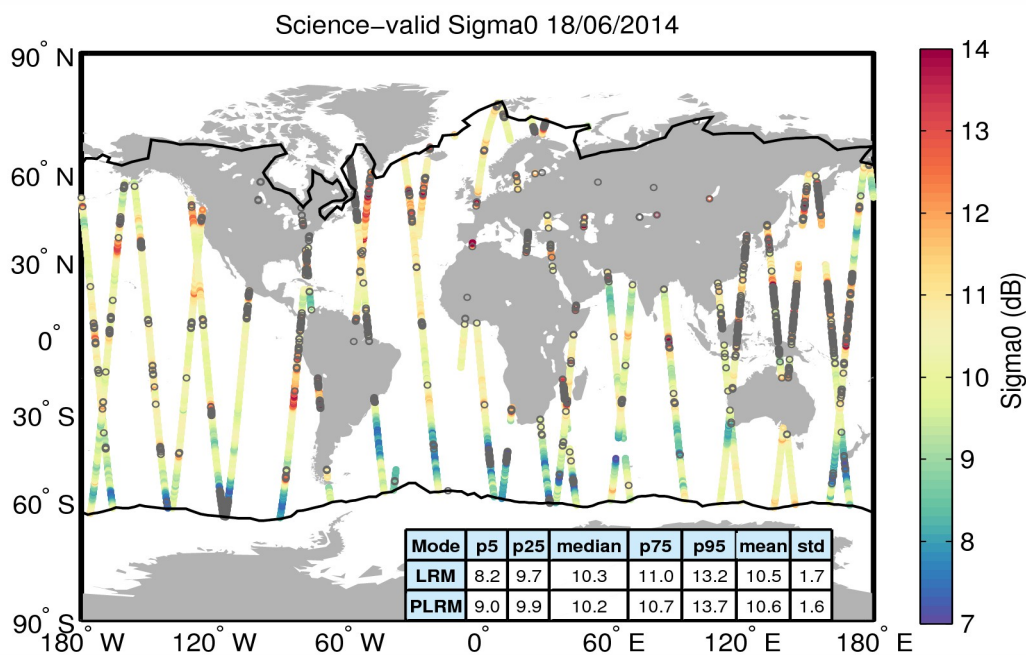 Science−valid Sigma0 18/06/2014
90° N
60° N
30° N
0°
30° S
60° S
90° S
180° W
120° W
60° W
0°
60° E
120° E
180° E
14
13
12
11
10
9
8
7
Sigma0 (dB)
Mode p5 p25 median p75 p95 mean std
LRM 8.2 9.7 10.3 11.0 13.2 10.5 1.7
PLRM 9.0 9.9 10.2 10.7 13.7 10.6 1.6